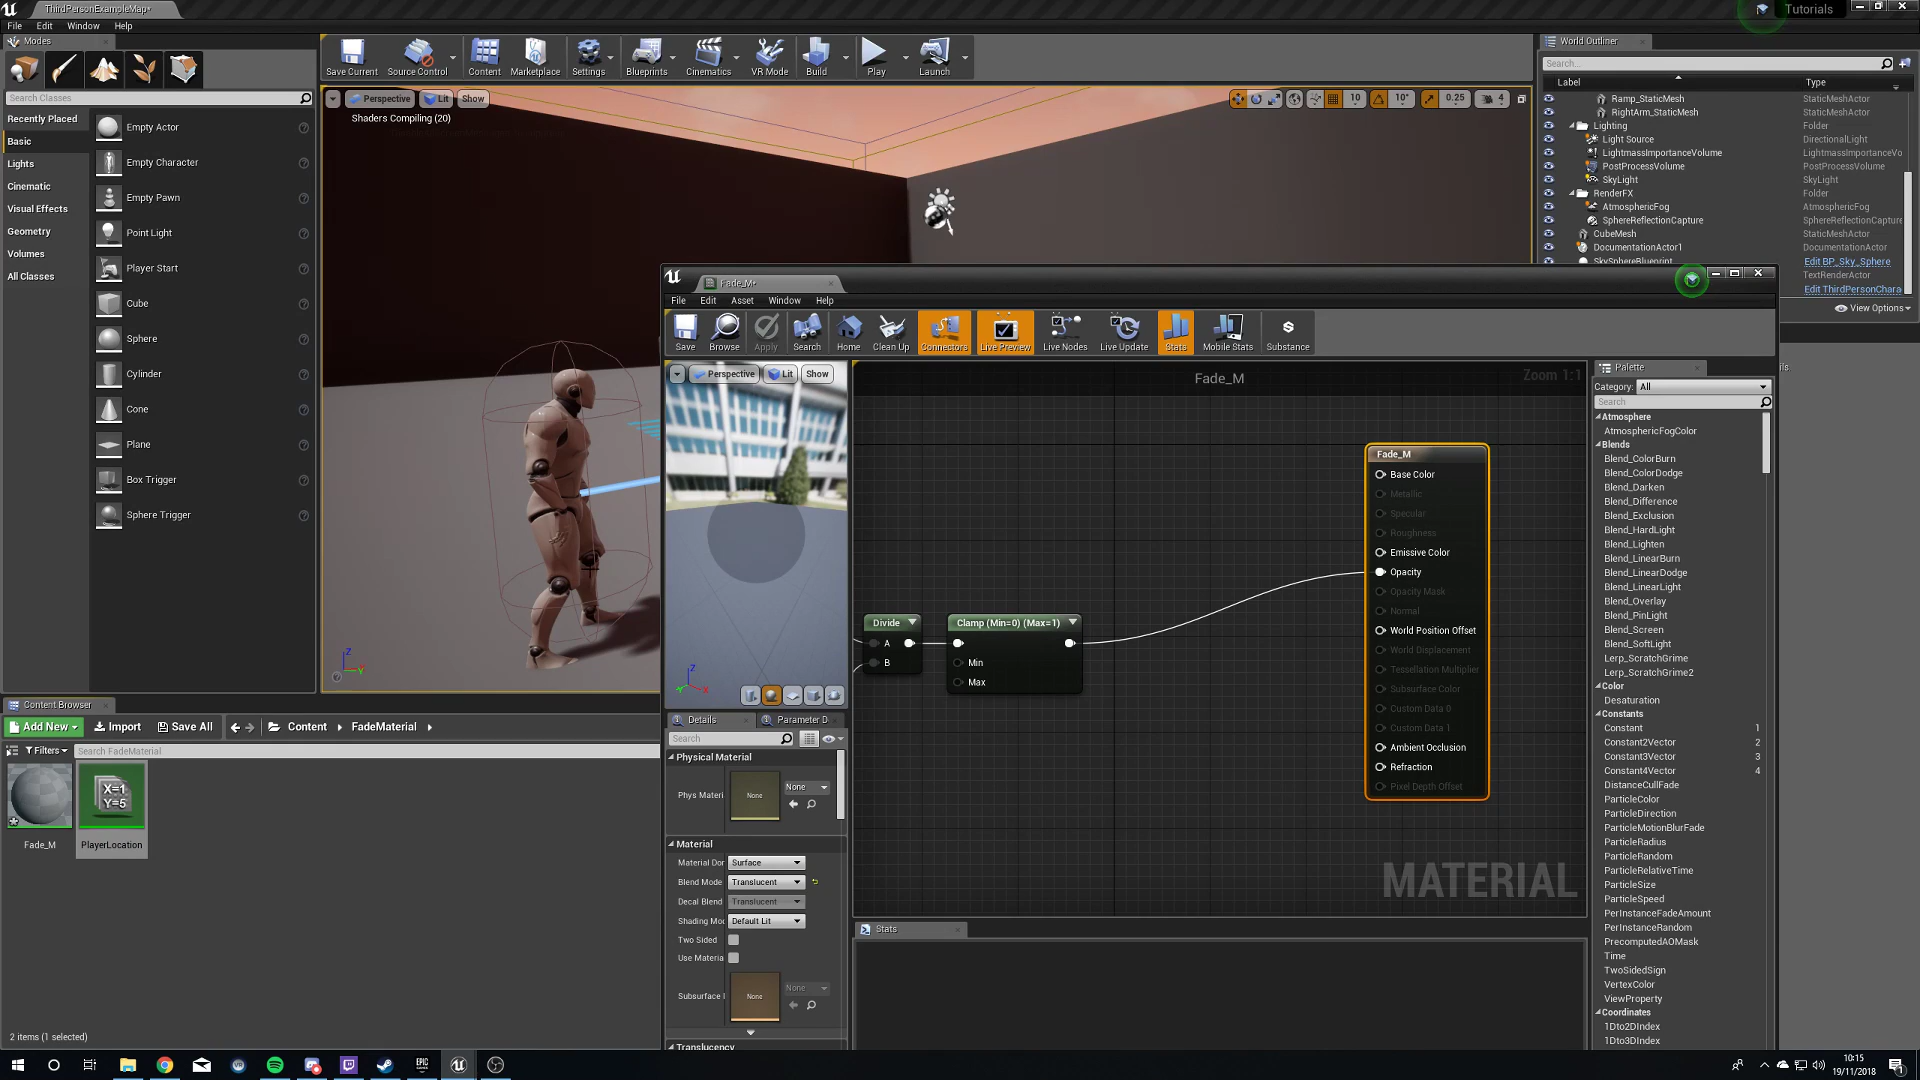 ThirdPersonExampleMap*
Tutorials
File Edit Window Help
Modes
Save Current
Source Control
Content
Marketplace
Settings
Blueprints
Cinematics
VR Mode
Build
Play
Launch
World Outliner
Search...
Label
Type
Search Classes
Recently Placed
Basic
Lights
Cinematic
Visual Effects
Geometry
Volumes
All Classes
Empty Actor
Empty Character
Empty Pawn
Point Light
Player Start
Cube
Sphere
Cylinder
Cone
Plane
Box Trigger
Sphere Trigger
Perspective
Lit
Show
Shaders Compiling (20)
10
10°
0.25
4
Ramp_StaticMesh StaticMeshActor
RightArm_StaticMesh StaticMeshActor
Lighting Folder
Light Source DirectionalLight
LightmassImportanceVolume LightmassImportanceVo
PostProcessVolume PostProcessVolume
SkyLight SkyLight
RenderFX Folder
AtmosphericFog AtmosphericFog
SphereReflectionCapture SphereReflectionCapture
CubeMesh StaticMeshActor
DocumentationActor1 DocumentationActor
SkySphereBlueprint Edit BP_Sky_Sphere
TextRenderActor
Edit ThirdPersonChara
View Options
Fade_M*
File Edit Asset Window Help
Save
Browse
Apply
Search
Home
Clean Up
Connectors
Live Preview
Live Nodes
Live Update
Stats
Mobile Stats
Substance
Perspective
Lit
Show
Fade_M
Zoom 1:1
Divide
A
B
Clamp (Min=0) (Max=1)
Min
Max
Fade_M
Base Color
Metallic
Specular
Roughness
Emissive Color
Opacity
Opacity Mask
Normal
World Position Offset
World Displacement
Tessellation Multiplier
Subsurface Color
Custom Data 0
Custom Data 1
Ambient Occlusion
Refraction
Pixel Depth Offset
MATERIAL
Stats
Palette
Category: All
Search
Atmosphere
AtmosphericFogColor
Blends
Blend_ColorBurn
Blend_ColorDodge
Blend_Darken
Blend_Difference
Blend_Exclusion
Blend_HardLight
Blend_Lighten
Blend_LinearBurn
Blend_LinearDodge
Blend_LinearLight
Blend_Overlay
Blend_PinLight
Blend_Screen
Blend_SoftLight
Lerp_ScratchGrime
Lerp_ScratchGrime2
Color
Desaturation
Constants
Constant 1
Constant2Vector 2
Constant3Vector 3
Constant4Vector 4
DistanceCullFade
ParticleColor
ParticleDirection
ParticleMotionBlurFade
ParticleRadius
ParticleRandom
ParticleRelativeTime
ParticleSize
ParticleSpeed
PerInstanceFadeAmount
PerInstanceRandom
PrecomputedAOMask
Time
TwoSidedSign
VertexColor
ViewProperty
Coordinates
1Dto2DIndex
1Dto3DIndex
Details
Parameter D
Search
Physical Material
Phys Materi
None
None
Material
Material Dor Surface
Blend Mode Translucent
Decal Blend Translucent
Shading Mod Default Lit
Two Sided
Use Materia
Subsurface I
None
None
Translucency
Content Browser
Add New
Import
Save All
Content
FadeMaterial
Filters
Search FadeMaterial
X=1
Y=5
Fade_M
PlayerLocation
2 items (1 selected)
ils
10:15
19/11/2018